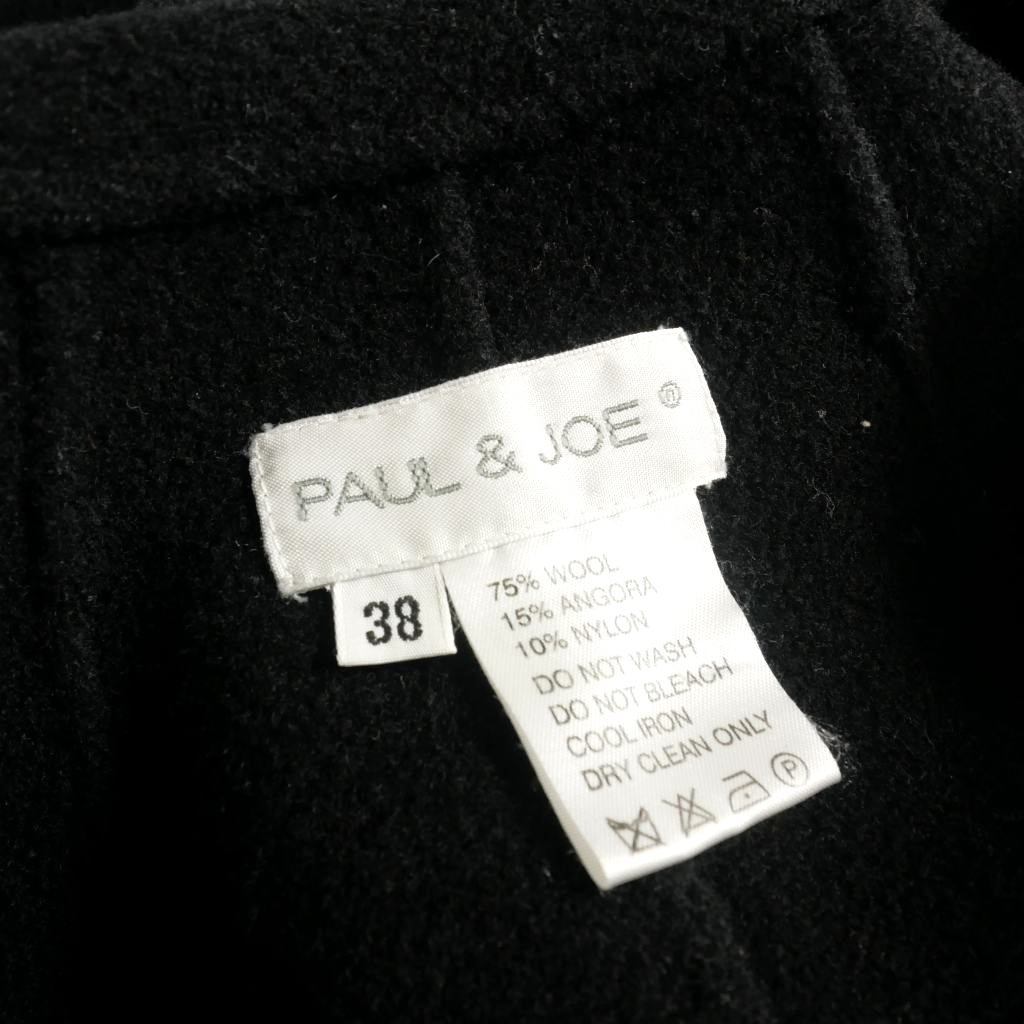 PAUL & JOE ®
38
75% WOOL
15% ANGORA
10% NYLON
DO NOT WASH
DO NOT BLEACH
COOL IRON
DRY CLEAN ONLY
P